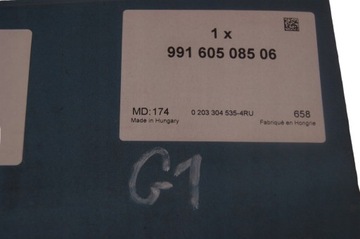 1 x
991 605 085 06
MD: 174 0 203 304 535-4RU 658
Made in Hungary Fabriqué en Hongrie
G1